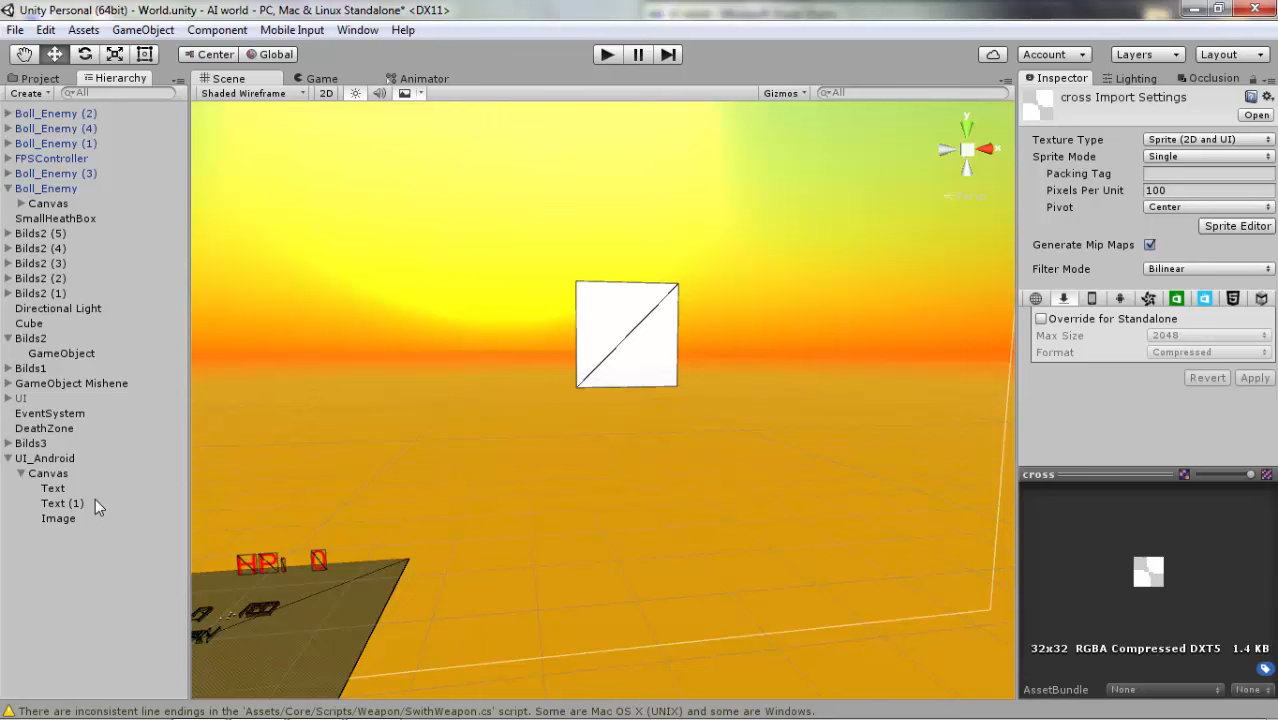 Unity Personal (64bit) - World.unity - AI world - PC, Mac & Linux Standalone* <DX11>
File Edit Assets GameObject Component Mobile Input Window Help
Center Global Account Layers Layout
Project Hierarchy Scene Game Animator Inspector Lighting Occlusion
Create All Shaded Wireframe 2D Gizmos All
cross Import Settings
Open
Boll_Enemy (2)
Boll_Enemy (4)
Boll_Enemy (1)
FPSController
Boll_Enemy (3)
Boll_Enemy
Canvas
SmallHeathBox
Bilds2 (5)
Bilds2 (4)
Bilds2 (3)
Bilds2 (2)
Bilds2 (1)
Directional Light
Cube
Bilds2
GameObject
Bilds1
GameObject Mishene
UI
EventSystem
DeathZone
Bilds3
UI_Android
Canvas
Text
Text (1)
Image
y
x
HP: 0
Texture Type Sprite (2D and UI)
Sprite Mode Single
Packing Tag
Pixels Per Unit 100
Pivot Center
Sprite Editor
Generate Mip Maps
Filter Mode Bilinear
Override for Standalone
Max Size 2048
Format Compressed
Revert Apply
cross
32x32 RGBA Compressed DXT5 1.4 KB
AssetBundle None None
There are inconsistent line endings in the 'Assets/Core/Scripts/Weapon/SwithWeapon.cs' script. Some are Mac OS X (UNIX) and some are Windows.